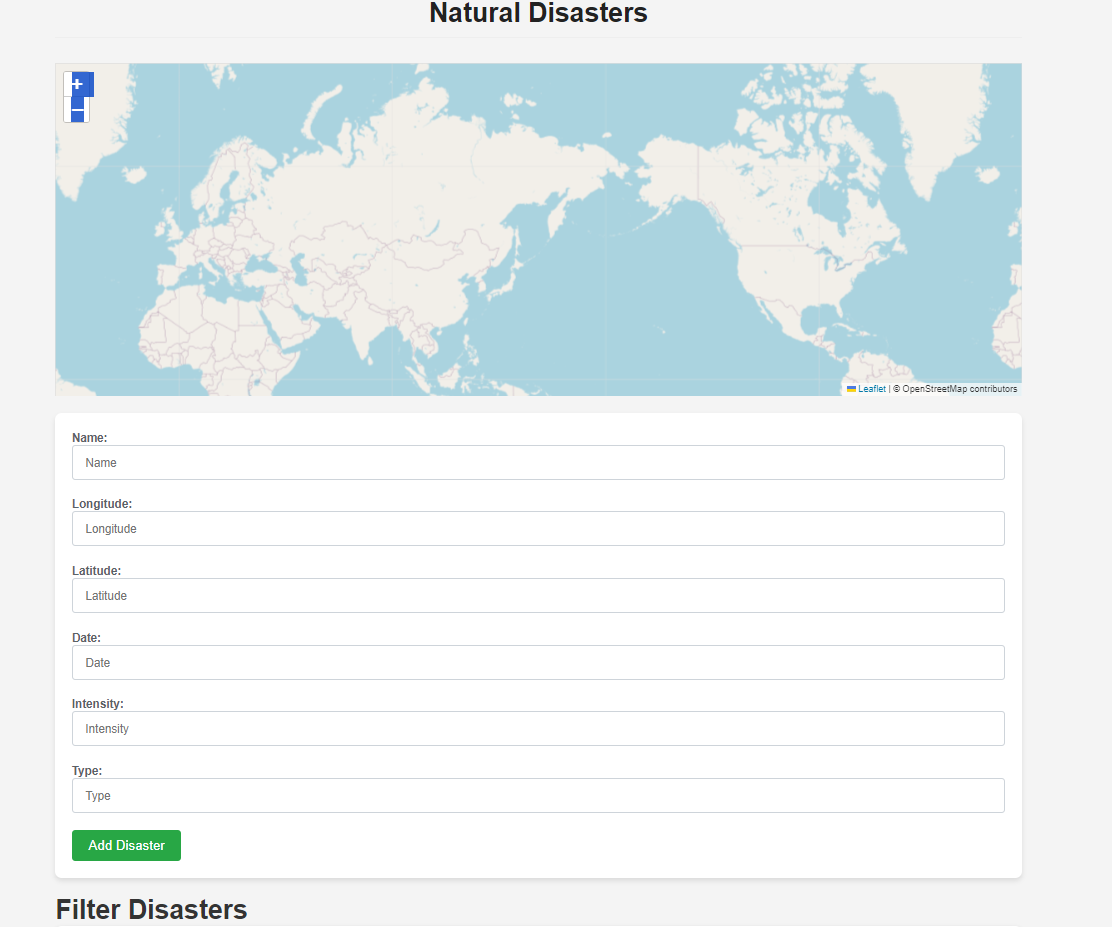 Natural Disasters
+
−
Leaflet | © OpenStreetMap contributors
Name:
Name
Longitude:
Longitude
Latitude:
Latitude
Date:
Date
Intensity:
Intensity
Type:
Type
Add Disaster
Filter Disasters